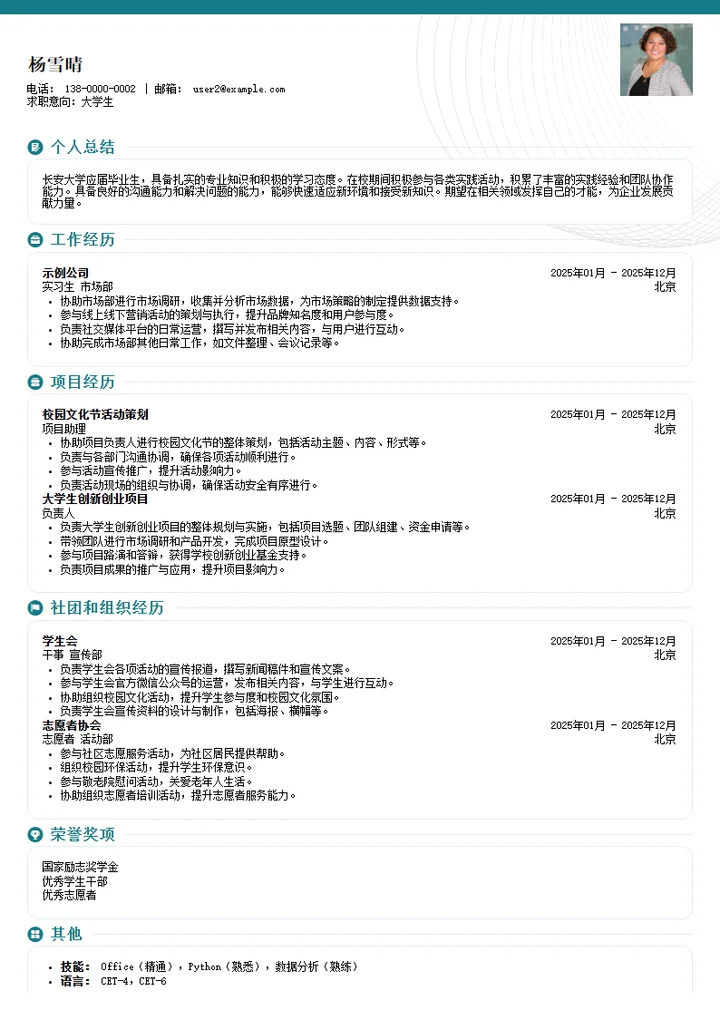 杨雪晴
电话: 138-0000-0002 | 邮箱: user2@example.com
求职意向: 大学生
个人总结
长安大学应届毕业生，具备扎实的专业知识和积极的学习态度。在校期间积极参与各类实践活动，积累了丰富的实践经验和团队协作
能力。具备良好的沟通能力和解决问题的能力，能够快速适应新环境和接受新知识。期望在相关领域发挥自己的才能，为企业发展贡
献力量。
工作经历
示例公司 2025年01月 - 2025年12月
实习生 市场部 北京
• 协助市场部进行市场调研，收集并分析市场数据，为市场策略的制定提供数据支持。
• 参与线上线下营销活动的策划与执行，提升品牌知名度和用户参与度。
• 负责社交媒体平台的日常运营，撰写并发布相关内容，与用户进行互动。
• 协助完成市场部其他日常工作，如文件整理、会议记录等。
项目经历
校园文化节活动策划 2025年01月 - 2025年12月
项目助理 北京
• 协助项目负责人进行校园文化节的整体策划，包括活动主题、内容、形式等。
• 负责与各部门沟通协调，确保各项活动顺利进行。
• 参与活动宣传推广，提升活动影响力。
• 负责活动现场的组织与协调，确保活动安全有序进行。
大学生创新创业项目 2025年01月 - 2025年12月
负责人 北京
• 负责大学生创新创业项目的整体规划与实施，包括项目选题、团队组建、资金申请等。
• 带领团队进行市场调研和产品开发，完成项目原型设计。
• 参与项目路演和答辩，获得学校创新创业基金支持。
• 负责项目成果的推广与应用，提升项目影响力。
社团和组织经历
学生会 2025年01月 - 2025年12月
干事 宣传部 北京
• 负责学生会各项活动的宣传报道，撰写新闻稿件和宣传文案。
• 参与学生会官方微信公众号的运营，发布相关内容，与学生进行互动。
• 协助组织校园文化活动，提升学生参与度和校园文化氛围。
• 负责学生会宣传资料的设计与制作，包括海报、横幅等。
志愿者协会 2025年01月 - 2025年12月
志愿者 活动部 北京
• 参与社区志愿服务活动，为社区居民提供帮助。
• 组织校园环保活动，提升学生环保意识。
• 参与敬老院慰问活动，关爱老年人生活。
• 协助组织志愿者培训活动，提升志愿者服务能力。
荣誉奖项
国家励志奖学金
优秀学生干部
优秀志愿者
其他
• 技能: Office（精通），Python（熟悉），数据分析（熟练）
• 语言: CET-4，CET-6